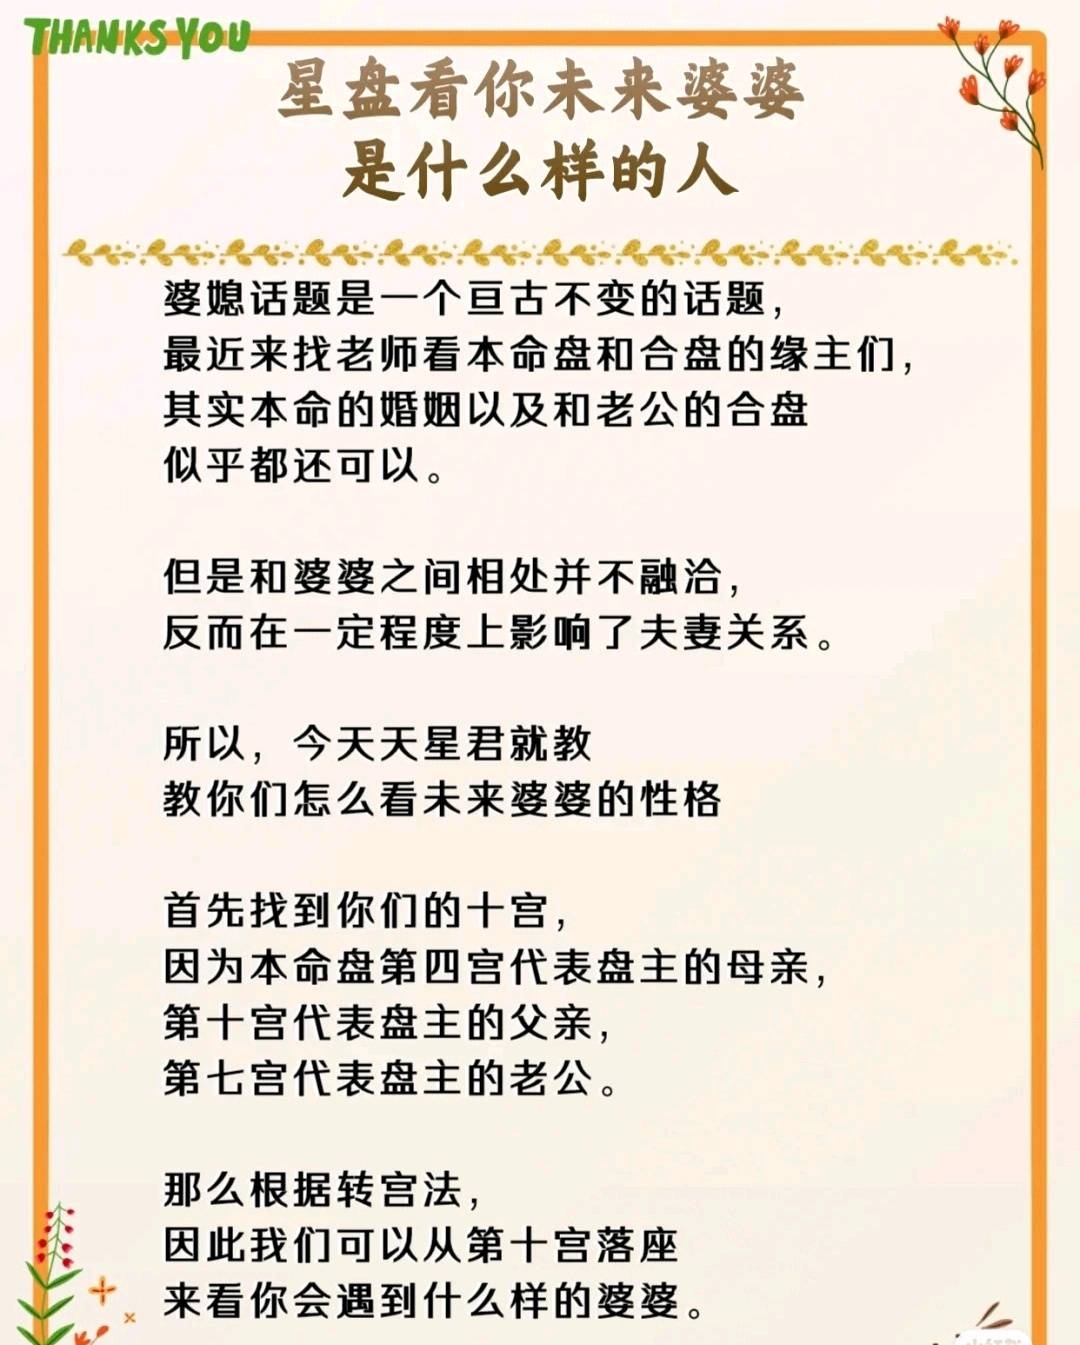 THANKS YOU
星盘看你未来婆婆
是什么样的人
婆媳话题是一个亘古不变的话题，
最近来找老师看本命盘和合盘的缘主们，
其实本命的婚姻以及和老公的合盘
似乎都还可以。
但是和婆婆之间相处并不融洽，
反而在一定程度上影响了夫妻关系。
所以，今天天星君就教
教你们怎么看未来婆婆的性格
首先找到你们的十宫，
因为本命盘第四宫代表盘主的母亲，
第十宫代表盘主的父亲，
第七宫代表盘主的老公。
那么根据转宫法，
因此我们可以从第十宫落座
来看你会遇到什么样的婆婆。